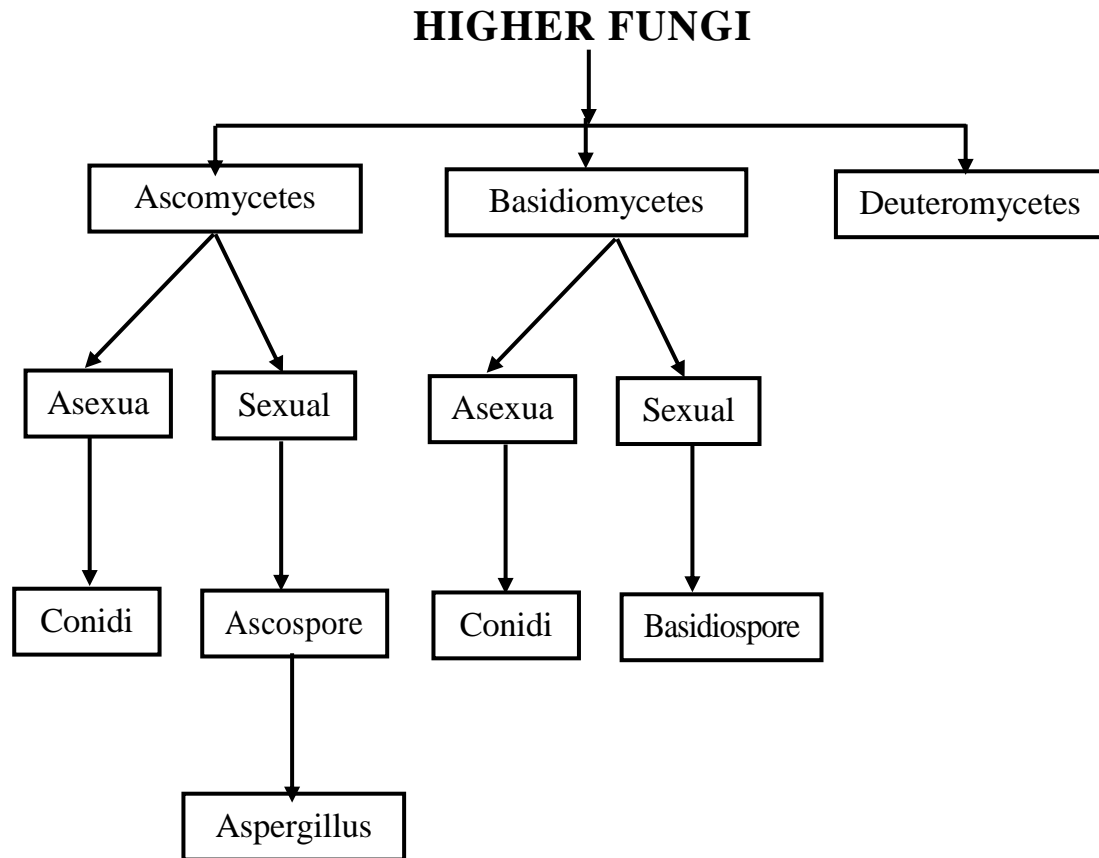 HIGHER FUNGI
Ascomycetes
Basidiomycetes
Deuteromycetes
Asexua
Sexual
Asexua
Sexual
Conidi
Ascospore
Conidi
Basidiospore
Aspergillus